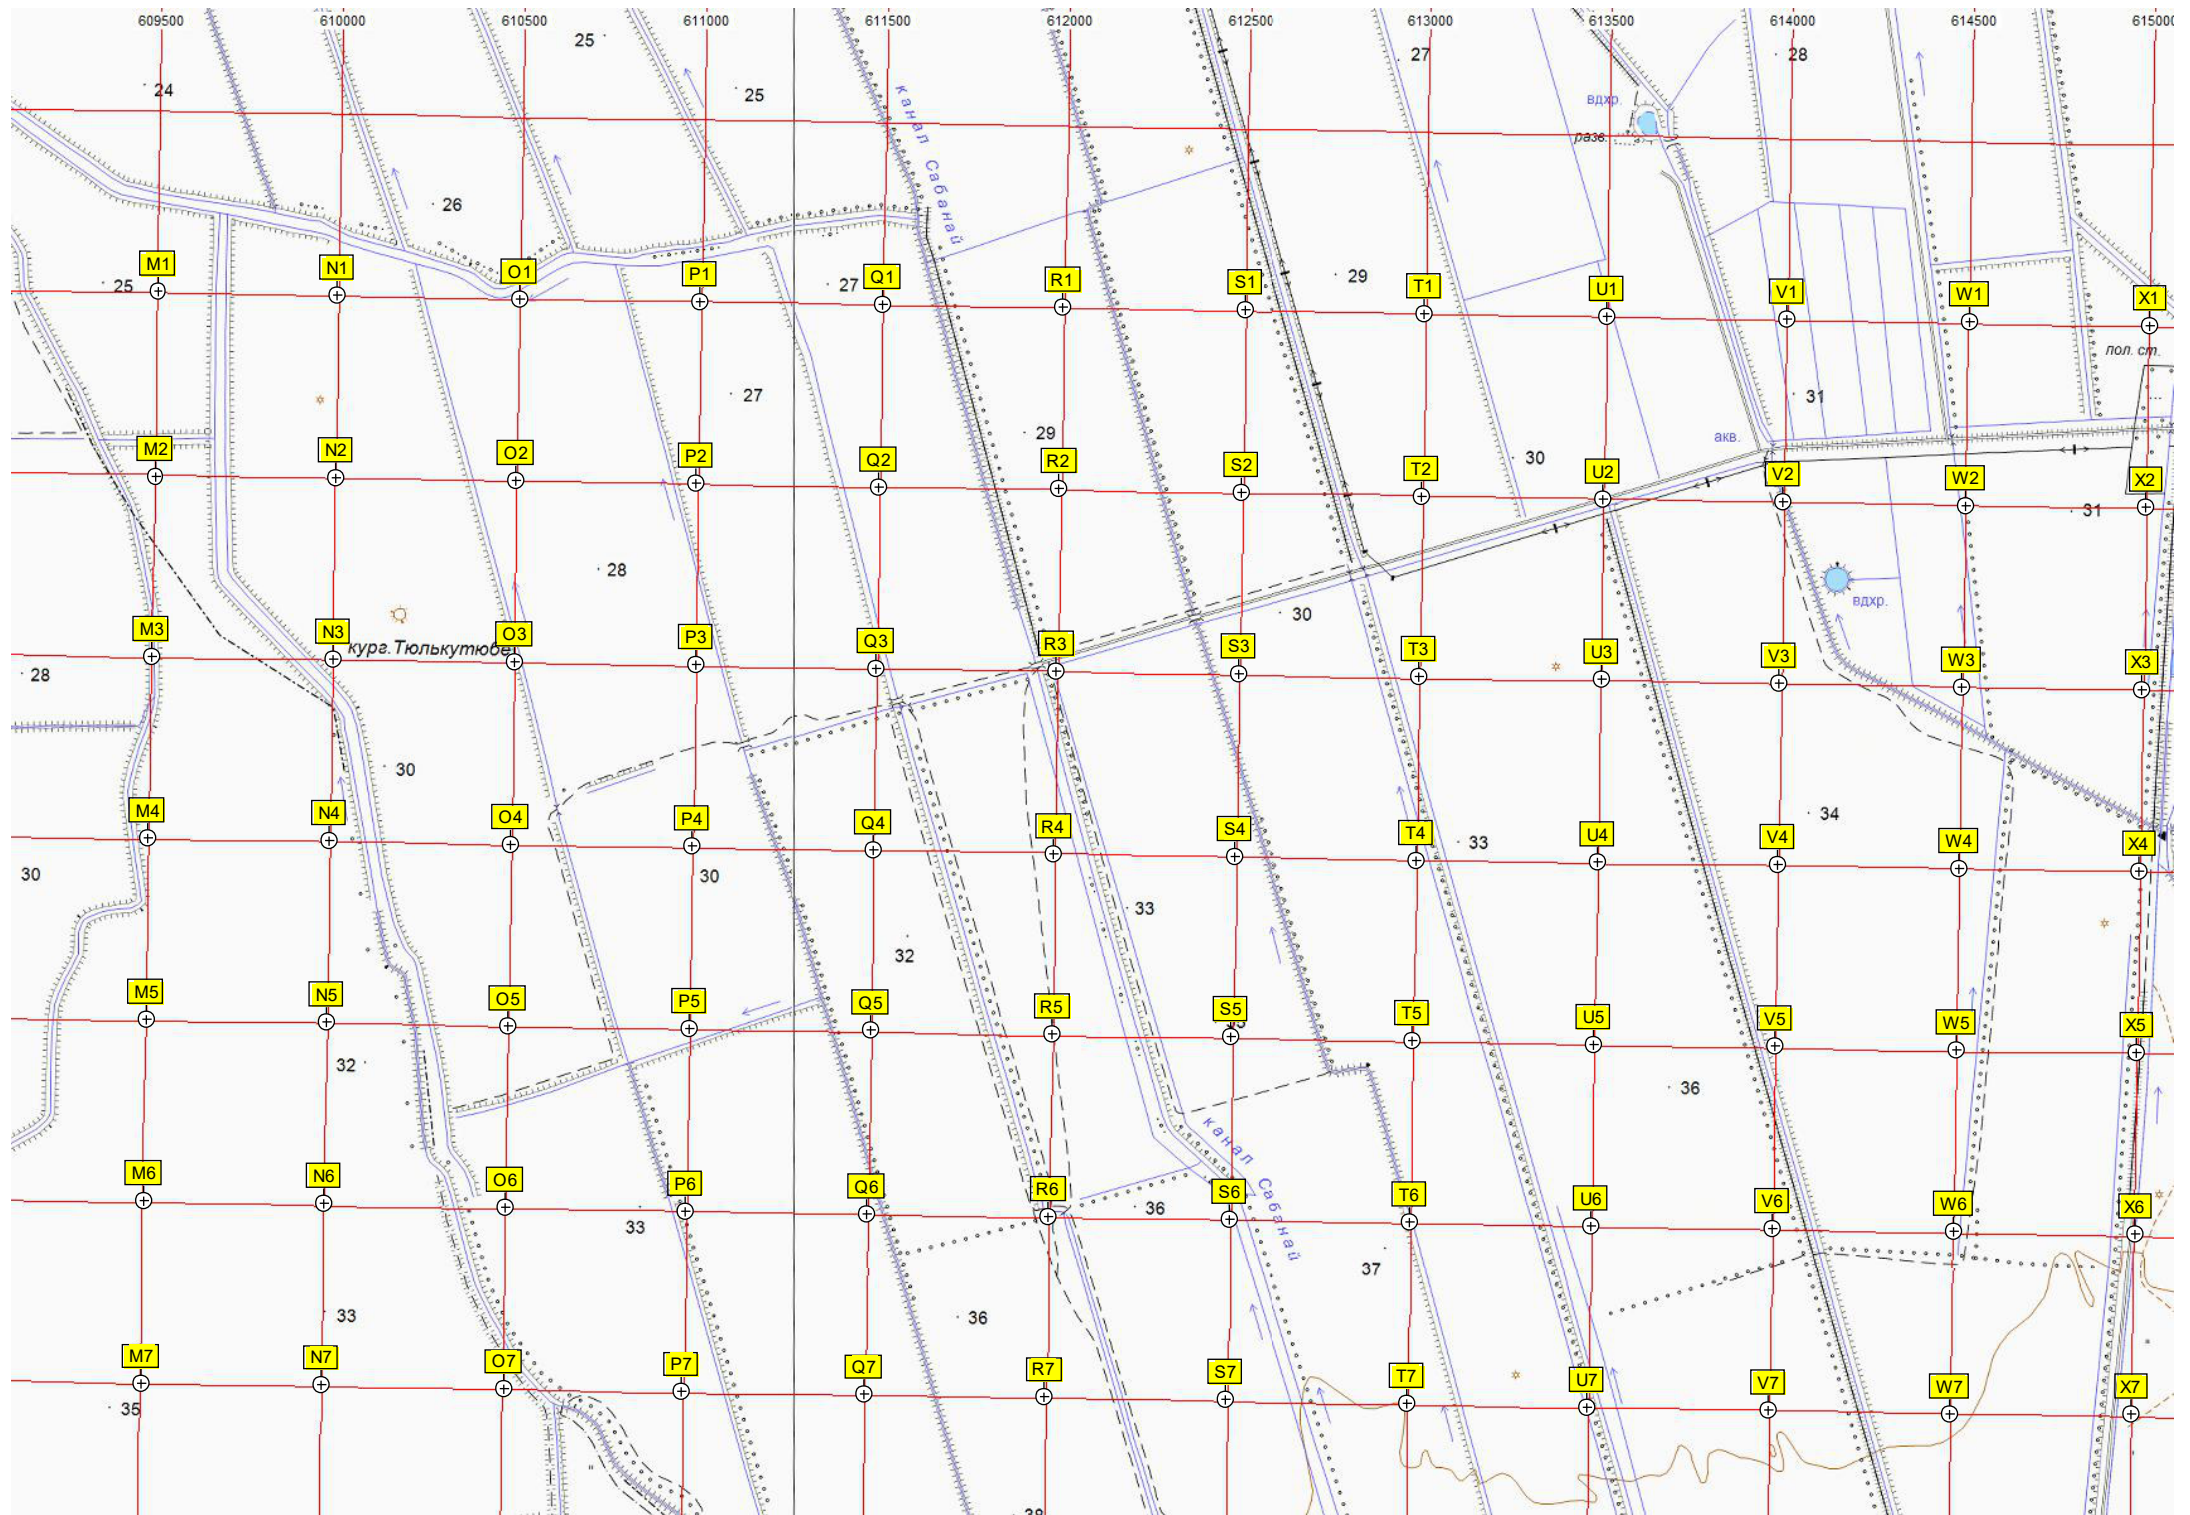 609500 610000 610500 611000 611500 612000 612500 613000 613500 614000 614500 615000
25 27 28
24 25 канал Сабанай вдхр.
разв.
26
M1 N1 O1 P1 Q1 R1 S1 T1 U1 V1 W1 X1
25 27 29
пол. ст.
27 31
29 акв.
M2 N2 O2 P2 Q2 R2 S2 T2 30 U2 V2 W2 X2
31
28
30 вдхр.
M3 N3 O3 P3 Q3 R3 S3 T3 U3 V3 W3 X3
кург.Тюлькутюбе
28
30
M4 N4 O4 P4 Q4 R4 S4 T4 U4 V4 W4 X4
34
33
30 30
33
32
M5 N5 O5 P5 Q5 R5 S5 T5 U5 V5 W5 X5
32 36
канал Сабанай
M6 N6 O6 P6 Q6 R6 S6 T6 U6 V6 W6 X6
33 36
37
33 36
M7 N7 O7 P7 Q7 R7 S7 T7 U7 V7 W7 X7
35
38